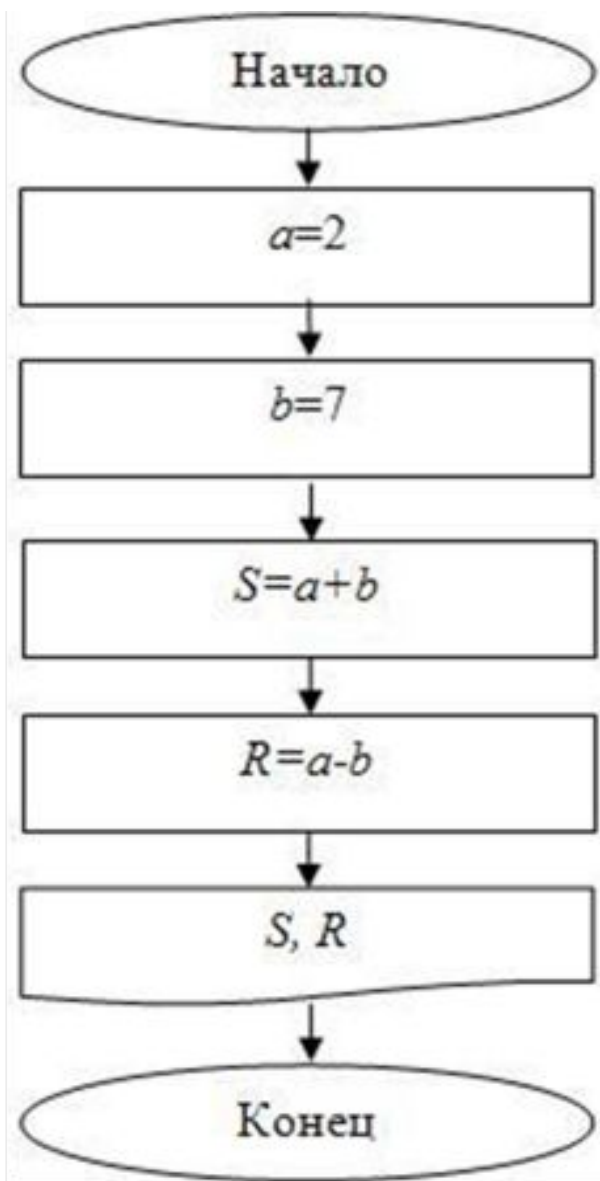 Начало
a=2
b=7
S=a+b
R=a-b
S, R
Конец